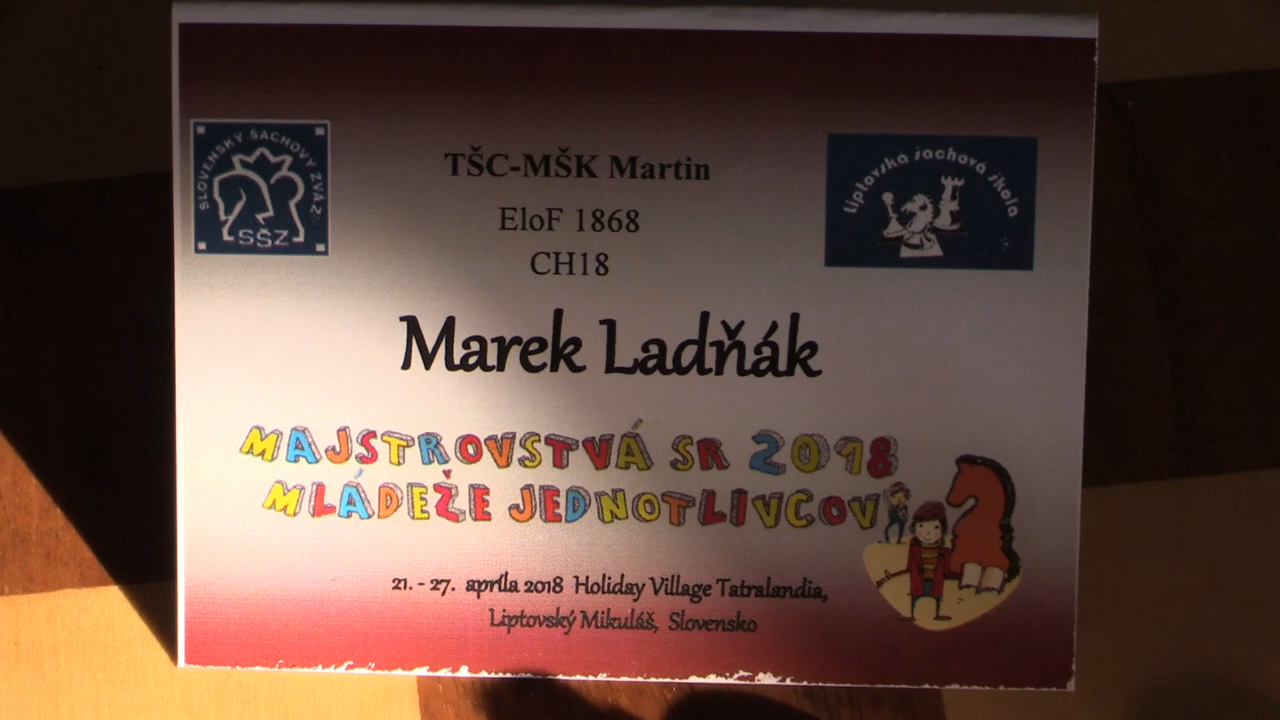 SLOVENSKÝ ŠACHOVÝ ZVÄZ
SŠZ
TŠC-MŠK Martin
EloF 1868
CH18
Liptovská šachová škola
Marek Ladňák
MAJSTROVSTVÁ SR 2018
MLÁDEŽE JEDNOTLIVCOV
21. - 27. apríla 2018 Holiday Village Tatralandia,
Liptovský Mikuláš, Slovensko